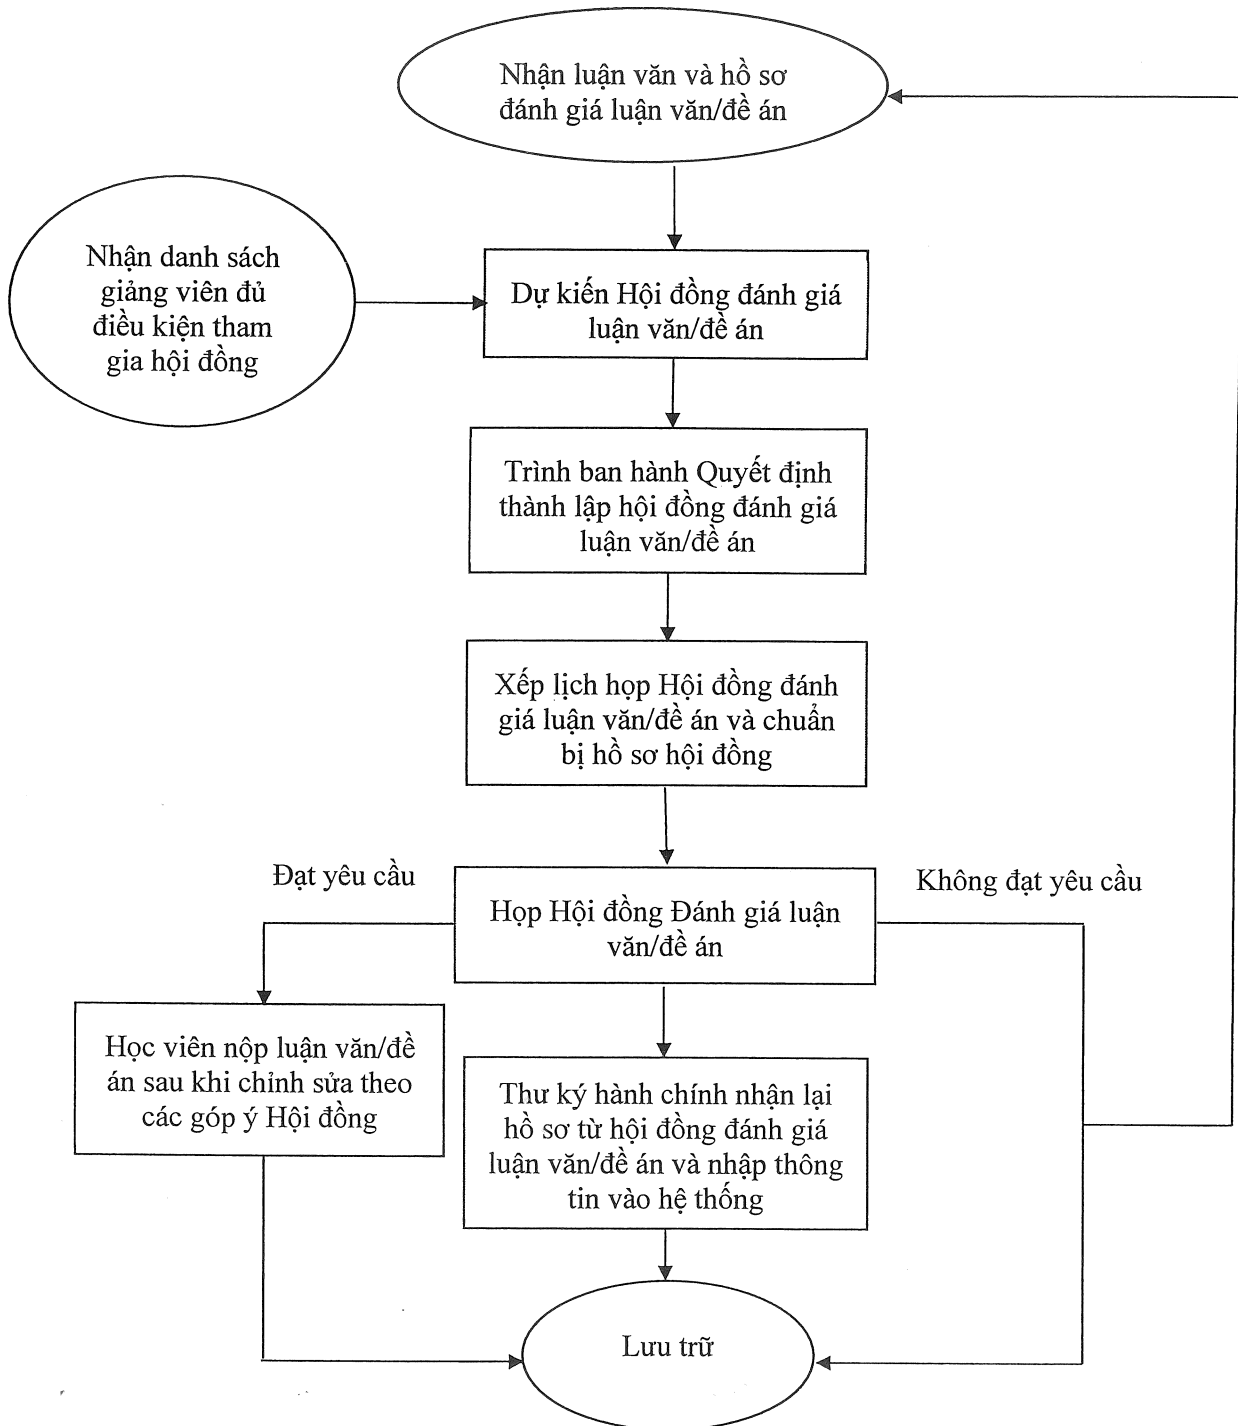 Nhận luận văn và hồ sơ
đánh giá luận văn/đề án
Nhận danh sách
giảng viên đủ
điều kiện tham
gia hội đồng
Dự kiến Hội đồng đánh giá
luận văn/đề án
Trình ban hành Quyết định
thành lập hội đồng đánh giá
luận văn/đề án
Xếp lịch họp Hội đồng đánh
giá luận văn/đề án và chuẩn
bị hồ sơ hội đồng
Đạt yêu cầu
Không đạt yêu cầu
Họp Hội đồng Đánh giá luận
văn/đề án
Học viên nộp luận văn/đề
án sau khi chỉnh sửa theo
các góp ý Hội đồng
Thư ký hành chính nhận lại
hồ sơ từ hội đồng đánh giá
luận văn/đề án và nhập thông
tin vào hệ thống
Lưu trữ